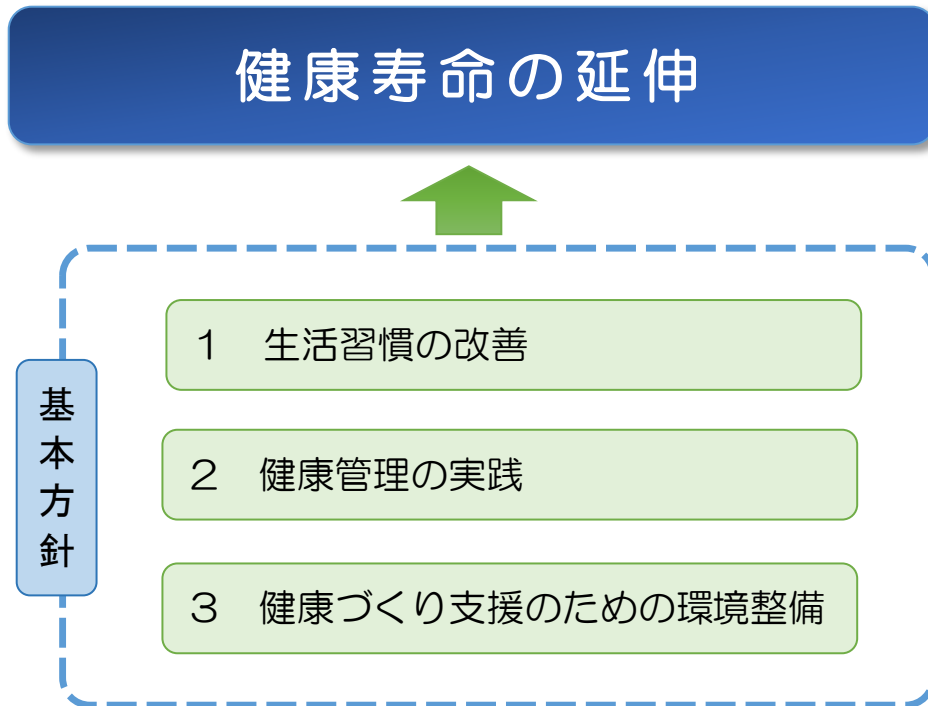 健康寿命の延伸
基本方針
１　生活習慣の改善
２　健康管理の実践
３　健康づくり支援のための環境整備